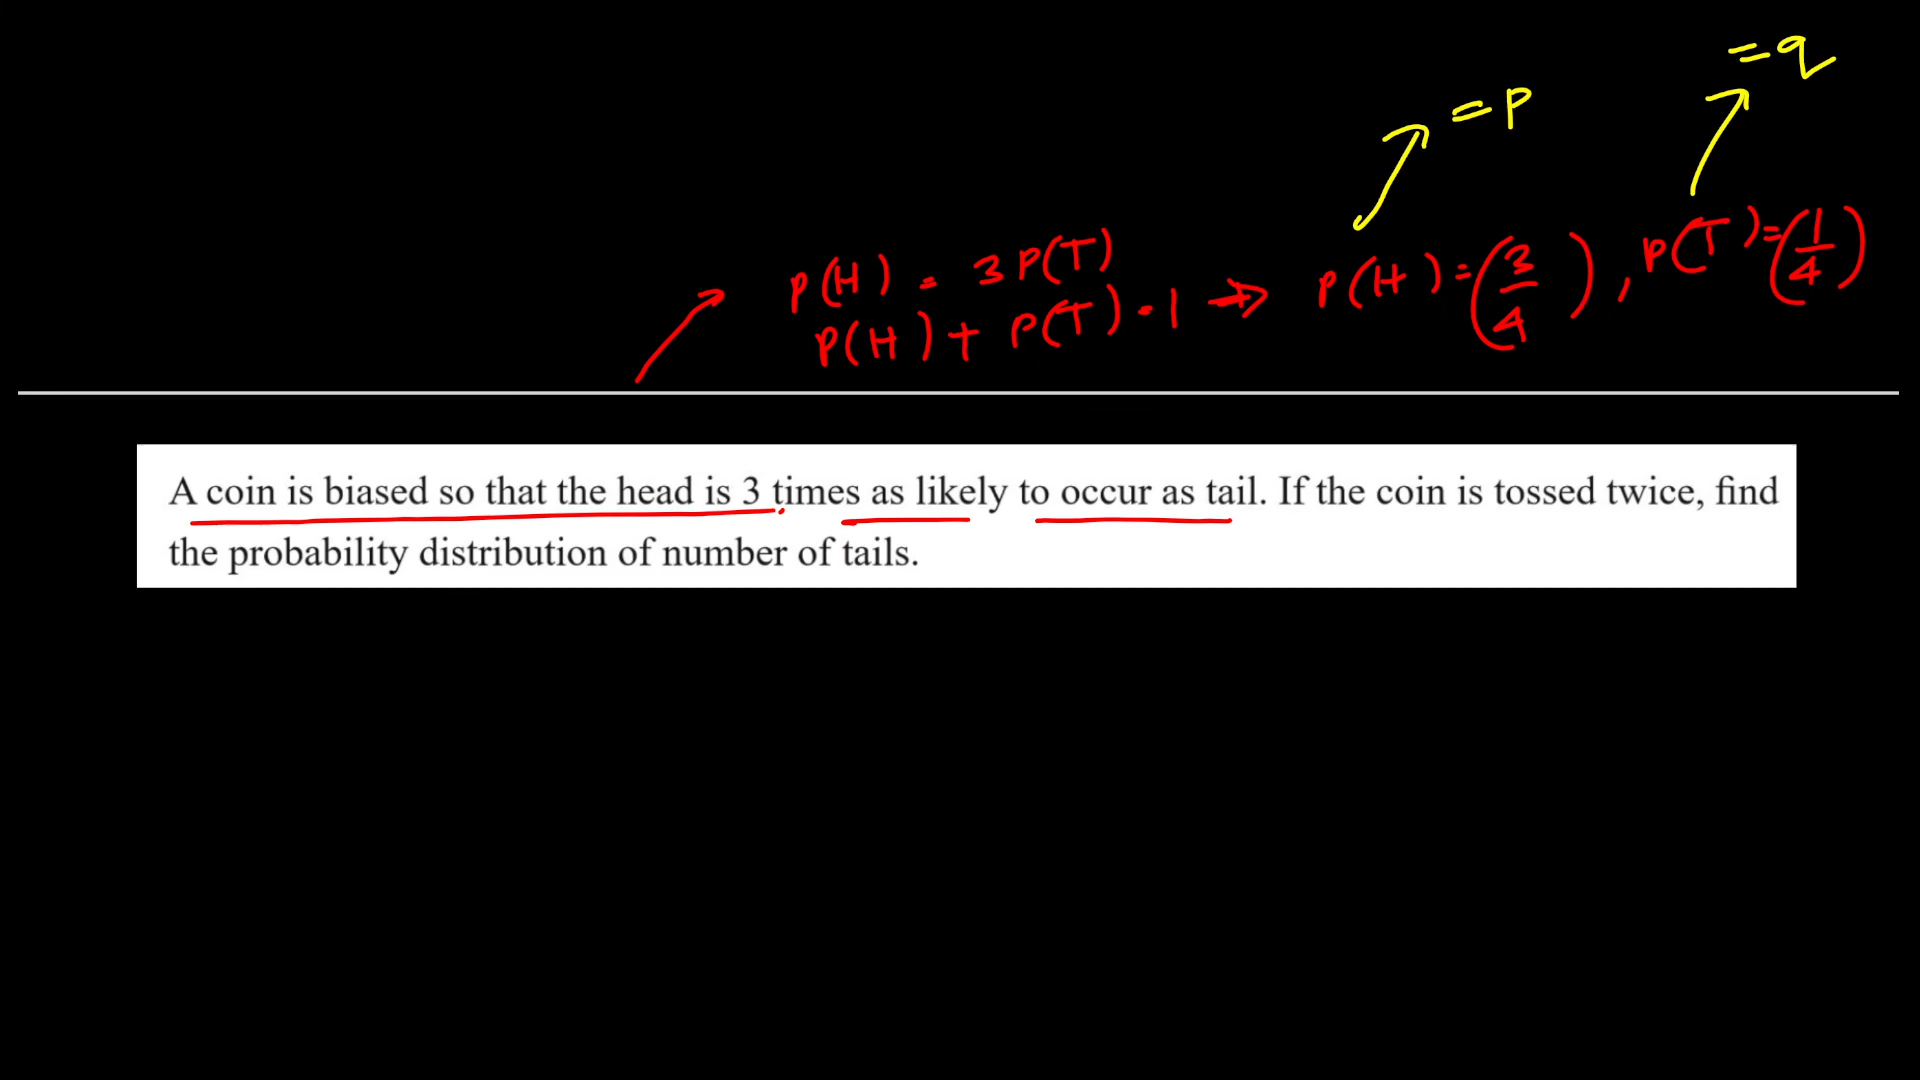 = q
= P
P(H) = 3 P(T)
P(H) + P(T) = 1 → P(H) = (3/4), P(T) = (1/4)
A coin is biased so that the head is 3 times as likely to occur as tail. If the coin is tossed twice, find
the probability distribution of number of tails.